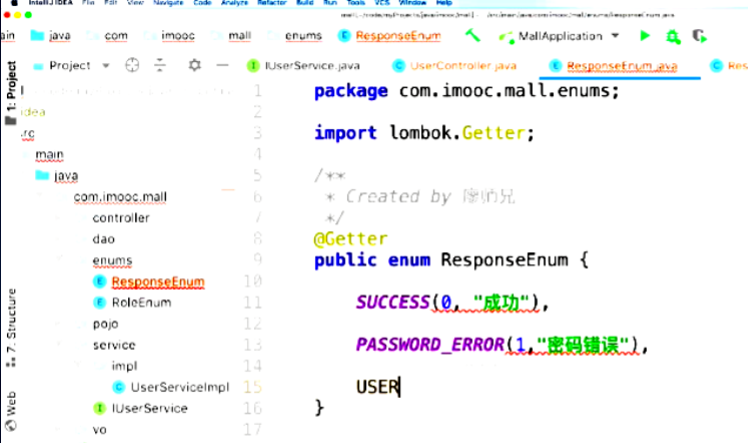 IntelliJ IDEA File Edit View Navigate Code Analyze Refactor Build Run Tools VCS Window Help
java com imooc mall enums ResponseEnum MallApplication
1: Project
Project
IUserService.java UserController.java ResponseEnum.java Res
idea
src
main
java
com.imooc.mall
controller
dao
enums
ResponseEnum
RoleEnum
pojo
service
impl
UserServiceImpl
IUserService
vo
7: Structure
Web
1 package com.imooc.mall.enums;
2
3 import lombok.Getter;
4
5 /**
6 * Created by 廖师兄
7 */
8 @Getter
9 public enum ResponseEnum {
10
11 SUCCESS(0, "成功"),
12
13 PASSWORD_ERROR(1,"密码错误"),
14
15 USER
16 }
17